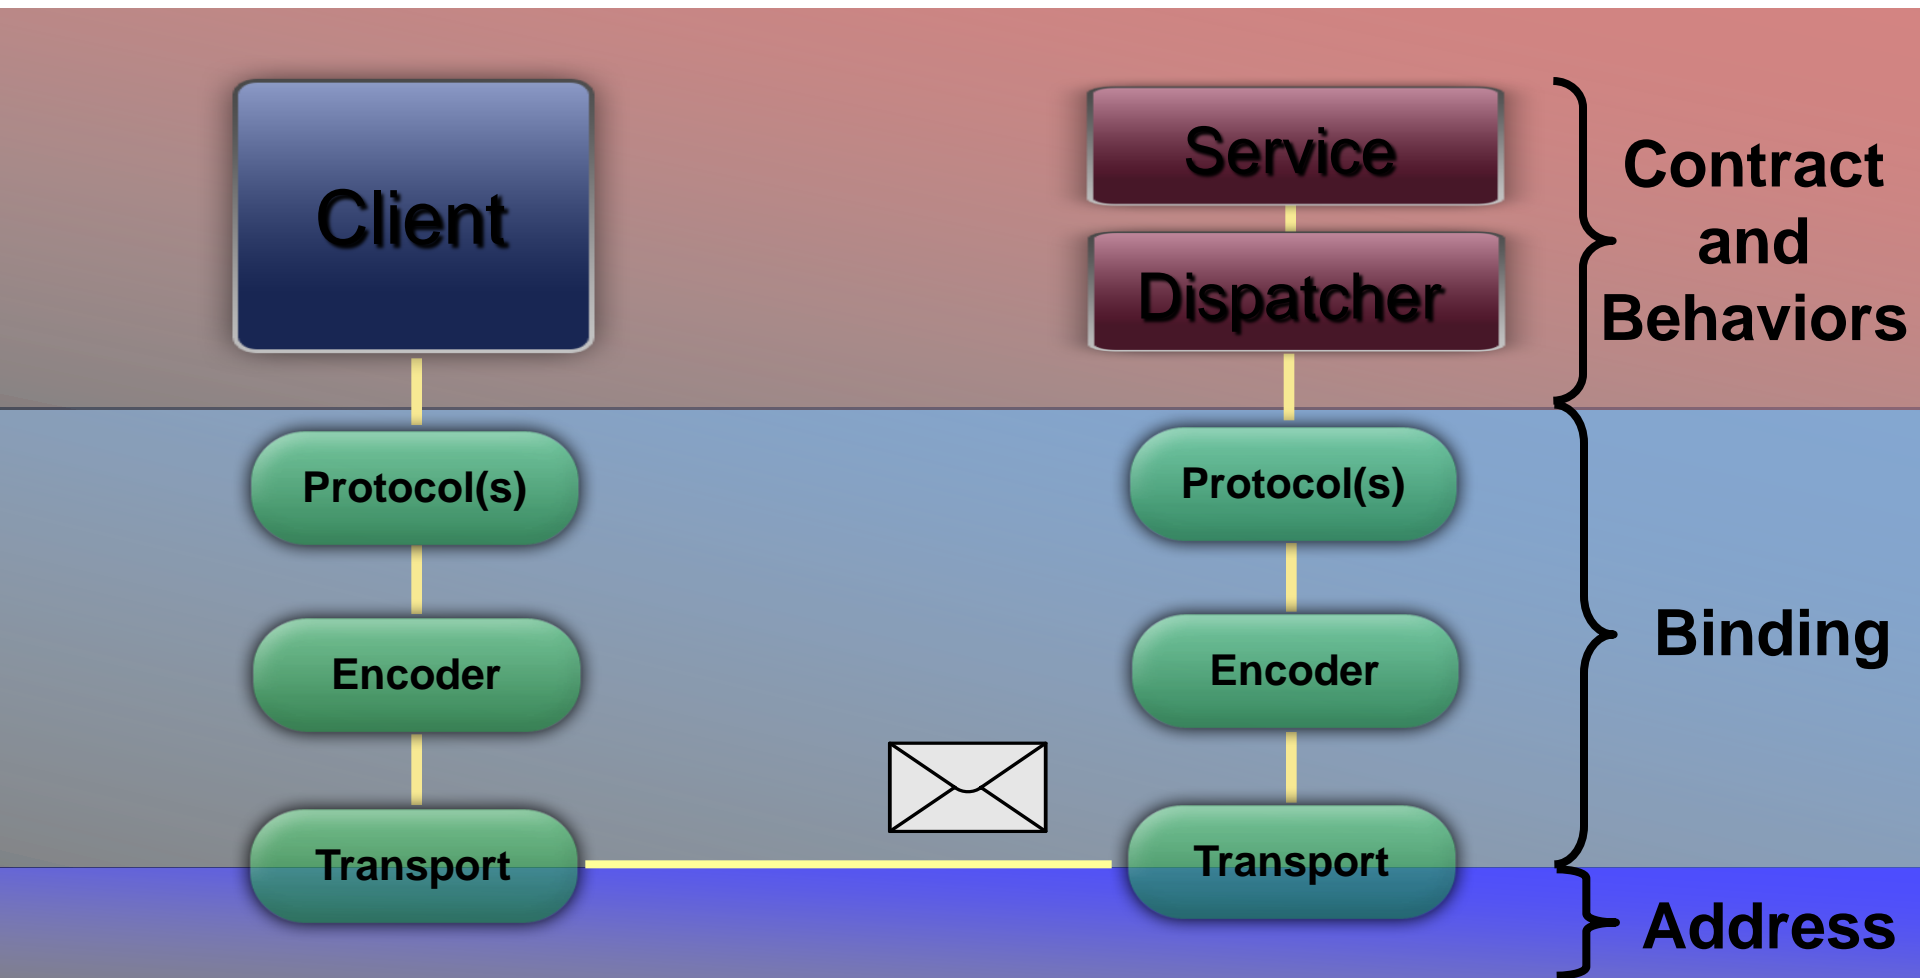 Client
Service
Dispatcher
Contract
and
Behaviors
Protocol(s)
Protocol(s)
Encoder
Encoder
Binding
Transport
Transport
Address